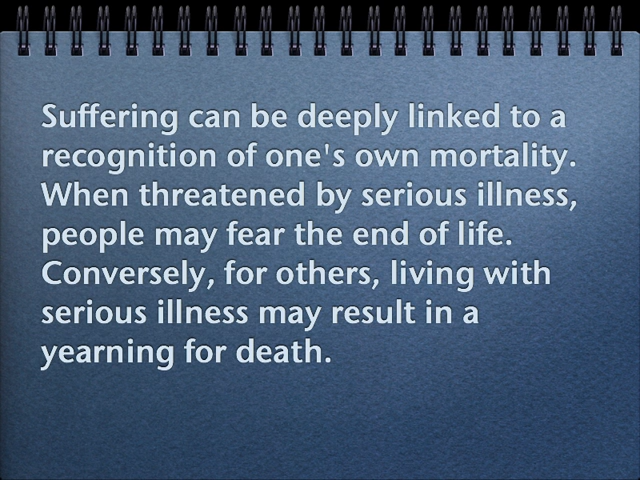 Suffering can be deeply linked to a
recognition of one's own mortality.
When threatened by serious illness,
people may fear the end of life.
Conversely, for others, living with
serious illness may result in a
yearning for death.